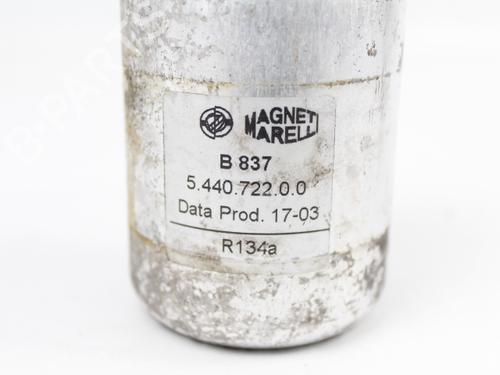 MAGNETI
MARELLI
B 837
5.440.722.0.0
Data Prod. 17-03
R134a